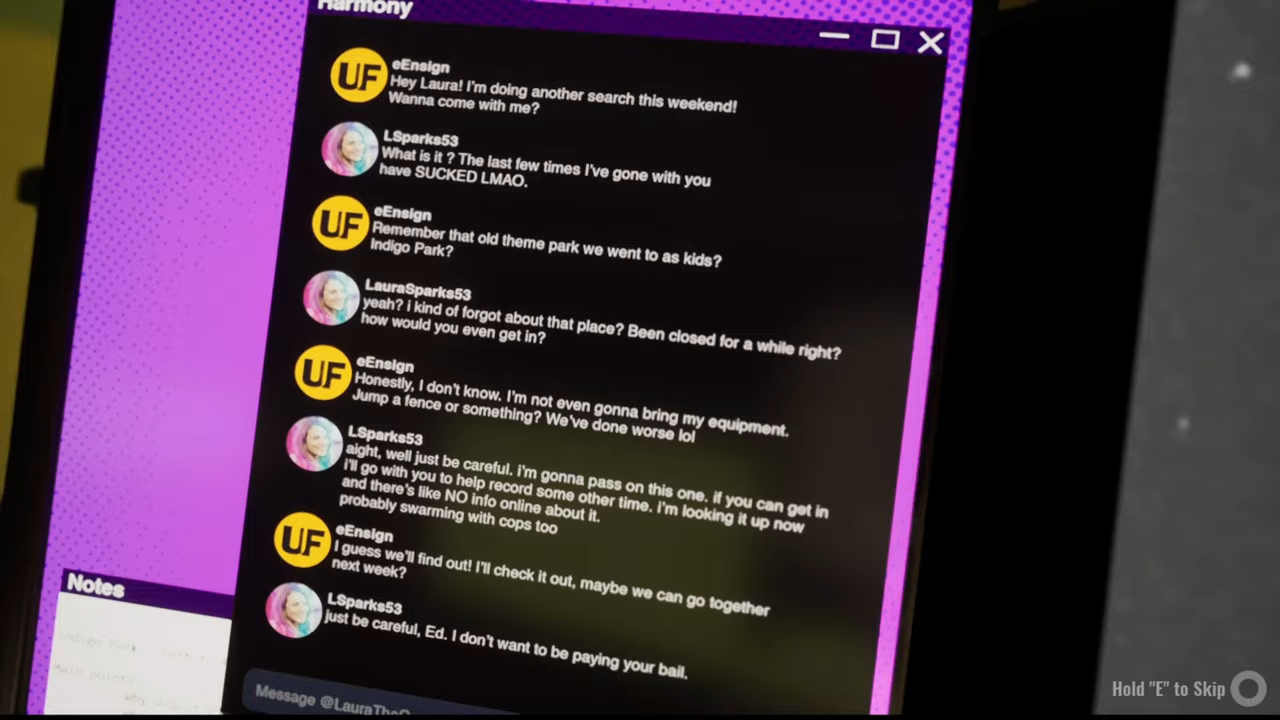 Harmony
UF
eEnsign
Hey Laura! I'm doing another search this weekend!
Wanna come with me?
LSparks53
What is it ? The last few times I've gone with you
have SUCKED LMAO.
UF
eEnsign
Remember that old theme park we went to as kids?
Indigo Park?
LauraSparks53
yeah? i kind of forgot about that place? Been closed for a while right?
how would you even get in?
UF
eEnsign
Honestly, I don't know. I'm not even gonna bring my equipment.
Jump a fence or something? We've done worse lol
LSparks53
aight, well just be careful. i'm gonna pass on this one. if you can get in
i'll go with you to help record some other time. i'm looking it up now
and there's like NO info online about it.
probably swarming with cops too
UF
eEnsign
I guess we'll find out! I'll check it out, maybe we can go together
next week?
LSparks53
just be careful, Ed. I don't want to be paying your bail.
Notes
Message @LauraThe
Hold "E" to Skip